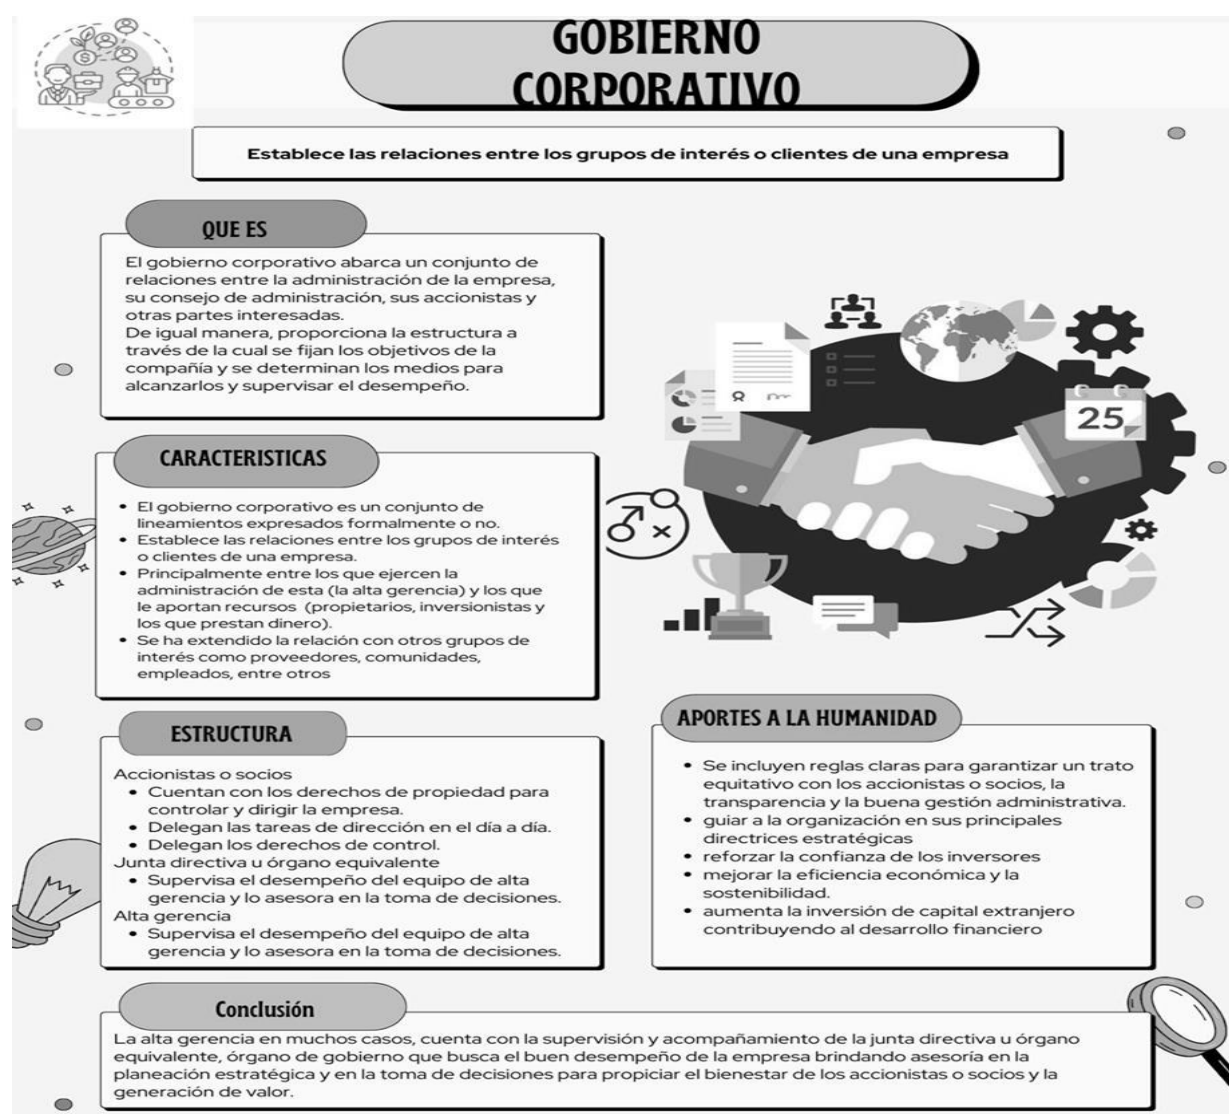 GOBIERNO
CORPORATIVO
Establece las relaciones entre los grupos de interés o clientes de una empresa
QUE ES
El gobierno corporativo abarca un conjunto de
relaciones entre la administración de la empresa,
su consejo de administración, sus accionistas y
otras partes interesadas.
De igual manera, proporciona la estructura a
través de la cual se fijan los objetivos de la
compañía y se determinan los medios para
alcanzarlos y supervisar el desempeño.
25
CARACTERISTICAS
• El gobierno corporativo es un conjunto de
lineamientos expresados formalmente o no.
• Establece las relaciones entre los grupos de interés
o clientes de una empresa.
• Principalmente entre los que ejercen la
administración de esta (la alta gerencia) y los que
le aportan recursos (propietarios, inversionistas y
los que prestan dinero).
• Se ha extendido la relación con otros grupos de
interés como proveedores, comunidades,
empleados, entre otros
ESTRUCTURA
Accionistas o socios
• Cuentan con los derechos de propiedad para
controlar y dirigir la empresa.
• Delegan las tareas de dirección en el día a día.
• Delegan los derechos de control.
Junta directiva u órgano equivalente
• Supervisa el desempeño del equipo de alta
gerencia y lo asesora en la toma de decisiones.
Alta gerencia
• Supervisa el desempeño del equipo de alta
gerencia y lo asesora en la toma de decisiones.
APORTES A LA HUMANIDAD
• Se incluyen reglas claras para garantizar un trato
equitativo con los accionistas o socios, la
transparencia y la buena gestión administrativa.
• guiar a la organización en sus principales
directrices estratégicas
• reforzar la confianza de los inversores
• mejorar la eficiencia económica y la
sostenibilidad.
• aumenta la inversión de capital extranjero
contribuyendo al desarrollo financiero
Conclusión
La alta gerencia en muchos casos, cuenta con la supervisión y acompañamiento de la junta directiva u órgano
equivalente, órgano de gobierno que busca el buen desempeño de la empresa brindando asesoría en la
planeación estratégica y en la toma de decisiones para propiciar el bienestar de los accionistas o socios y la
generación de valor.